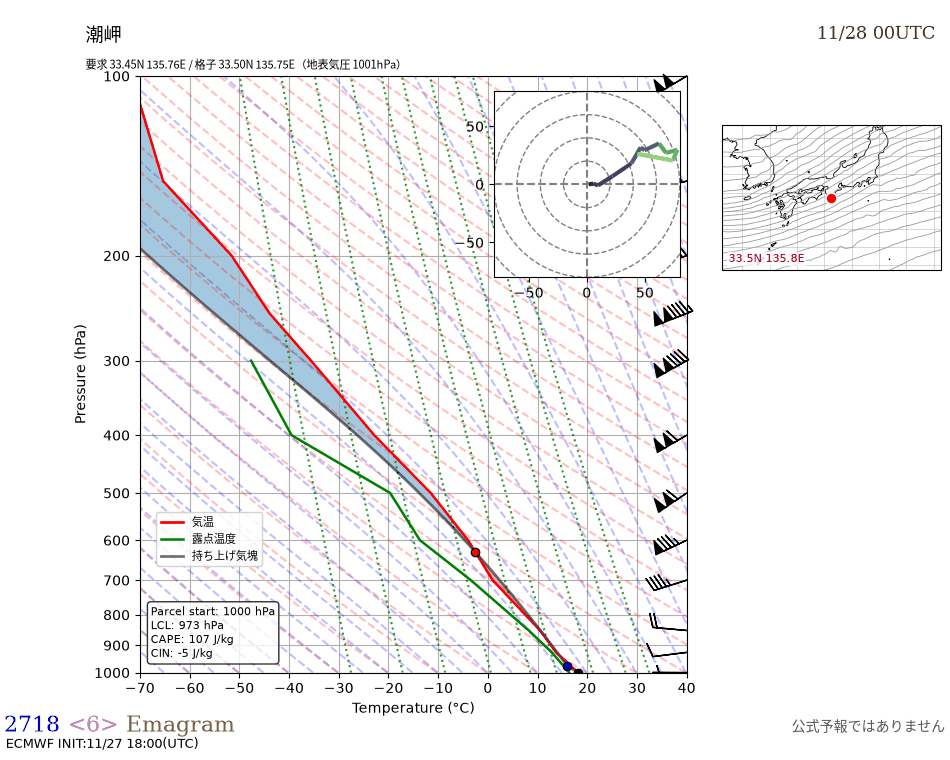 潮岬
11/28 00UTC
要求 33.45N 135.76E / 格子 33.50N 135.75E（地表気圧 1001hPa）
100
200
300
400
500
600
700
800
900
1000
Pressure (hPa)
−70 −60 −50 −40 −30 −20 −10 0 10 20 30 40
Temperature (°C)
50
0
−50
−50 0 50
33.5N 135.8E
気温
露点温度
持ち上げ気塊
Parcel start: 1000 hPa
LCL: 973 hPa
CAPE: 107 J/kg
CIN: -5 J/kg
2718 <6> Emagram
公式予報ではありません
ECMWF INIT:11/27 18:00(UTC)